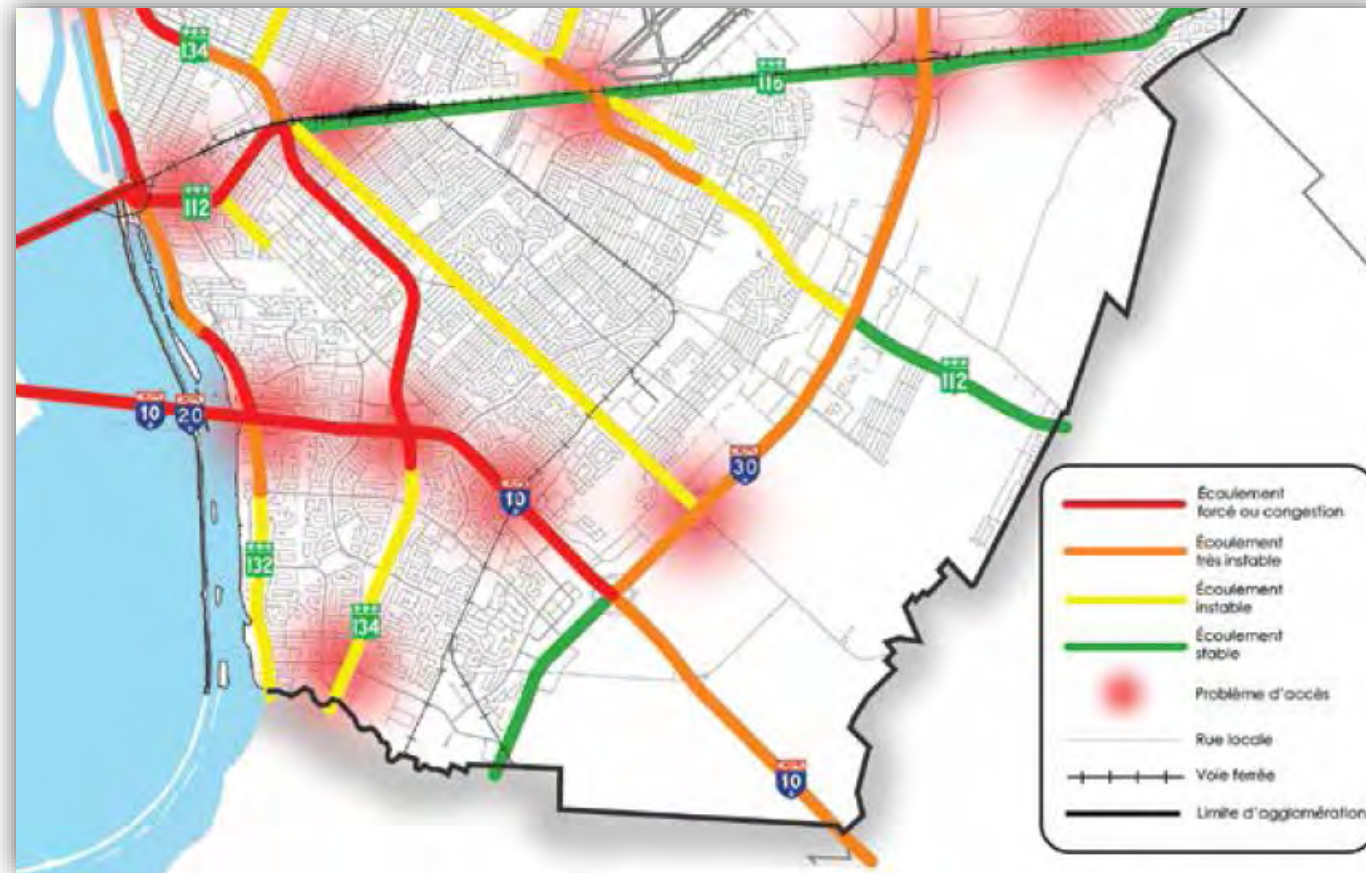 134
116
112
10
20
10
30
112
132
134
10
Écoulement
forcé ou congestion
Écoulement
très instable
Écoulement
instable
Écoulement
stable
Problème d'accès
Rue locale
Voie ferrée
Limite d'agglomération